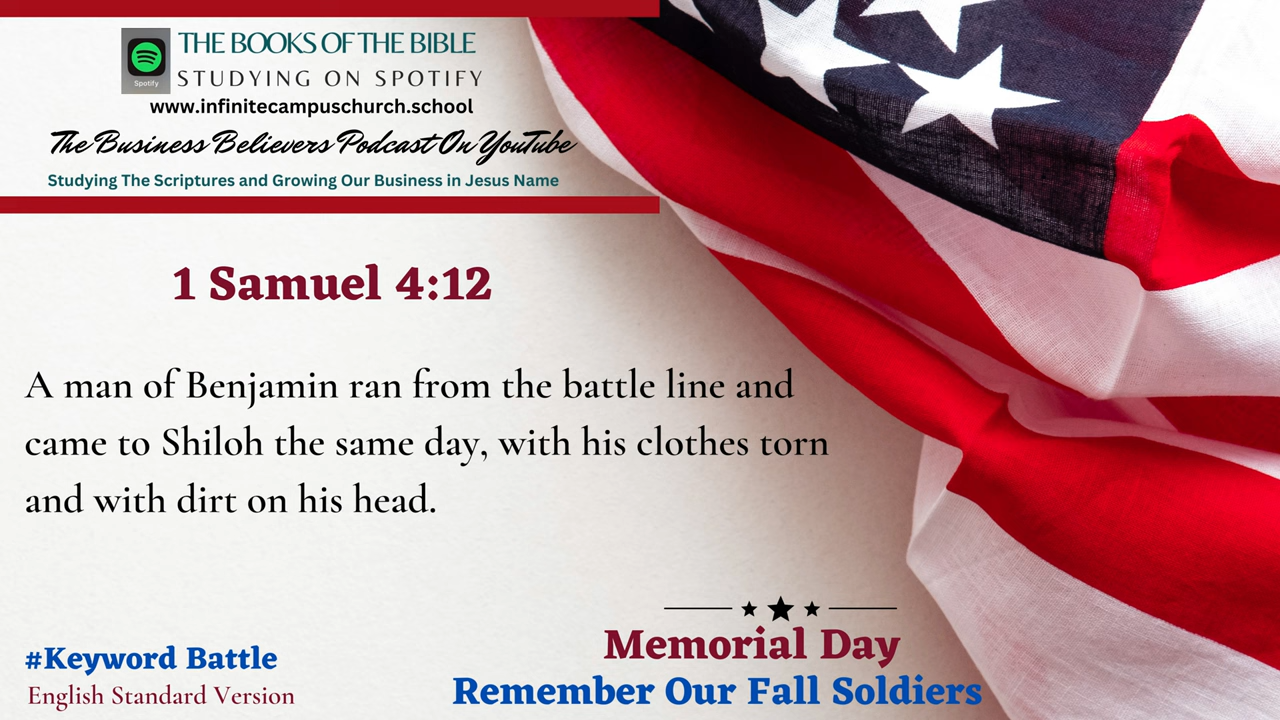 THE BOOKS OF THE BIBLE
Spotify
STUDYING ON SPOTIFY
www.infinitecampuschurch.school
The Business Believers Podcast On YouTube
Studying The Scriptures and Growing Our Business in Jesus Name
1 Samuel 4:12
A man of Benjamin ran from the battle line and
came to Shiloh the same day, with his clothes torn
and with dirt on his head.
#Keyword Battle
English Standard Version
Memorial Day
Remember Our Fall Soldiers